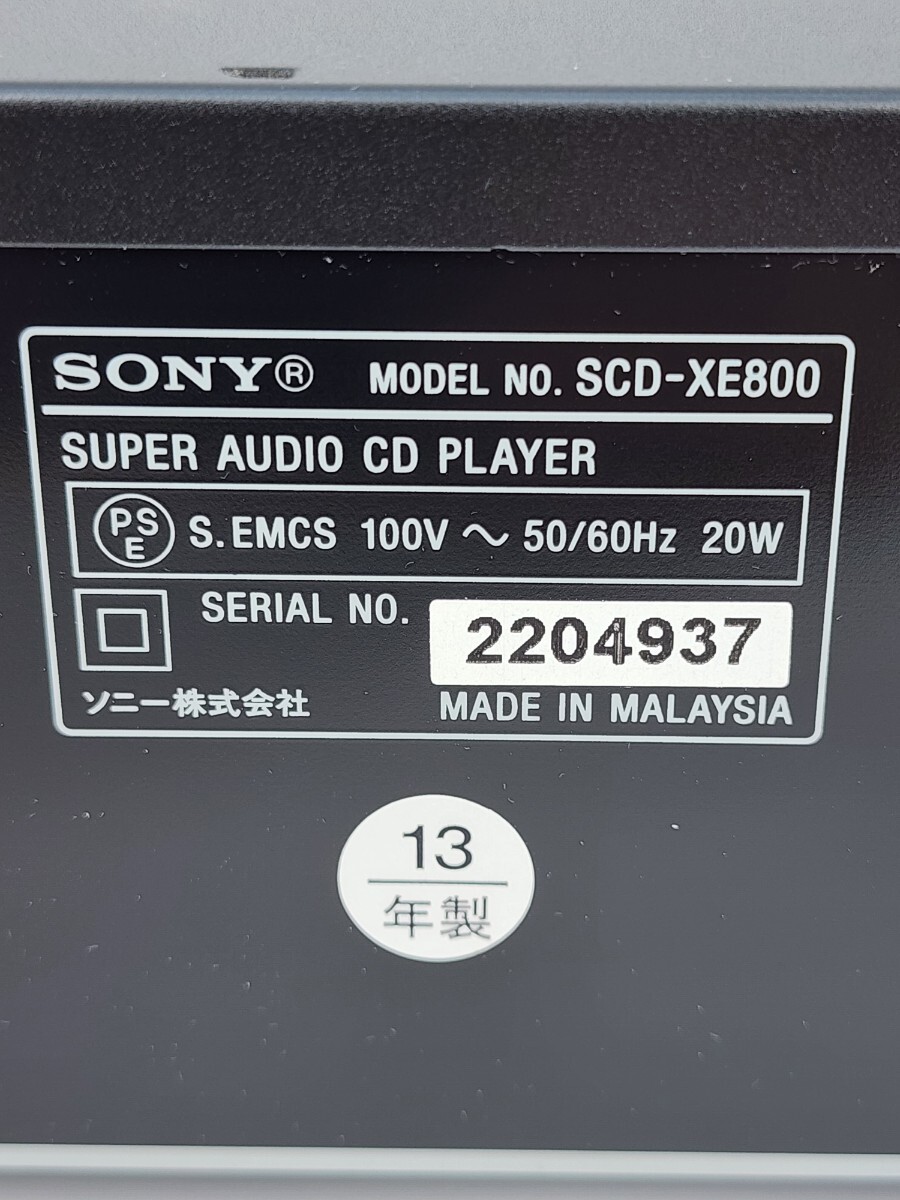 SONY® MODEL NO. SCD-XE800
SUPER AUDIO CD PLAYER
PSE S.EMCS 100V ～ 50/60Hz 20W
SERIAL NO. 2204937
ソニー株式会社 MADE IN MALAYSIA
13
年製